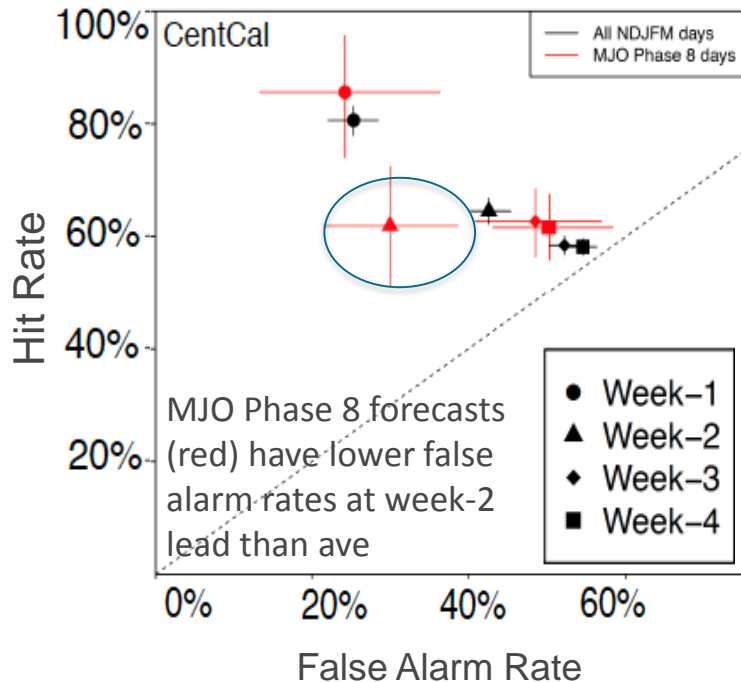 100%
80%
60%
40%
20%
Hit Rate
CentCal
All NDJFM days
MJO Phase 8 days
MJO Phase 8 forecasts
(red) have lower false
alarm rates at week-2
lead than ave
Week-1
Week-2
Week-3
Week-4
0% 20% 40% 60%
False Alarm Rate